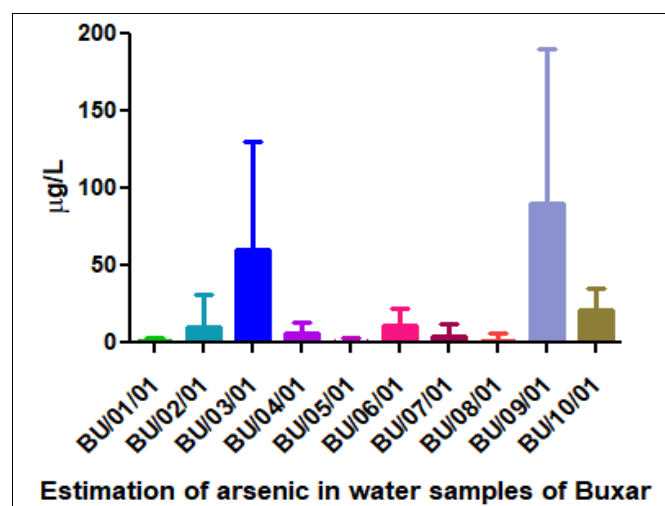 200
150
100
50
0
μg/L
BU/01/01
BU/02/01
BU/03/01
BU/04/01
BU/05/01
BU/06/01
BU/07/01
BU/08/01
BU/09/01
BU/10/01
Estimation of arsenic in water samples of Buxar